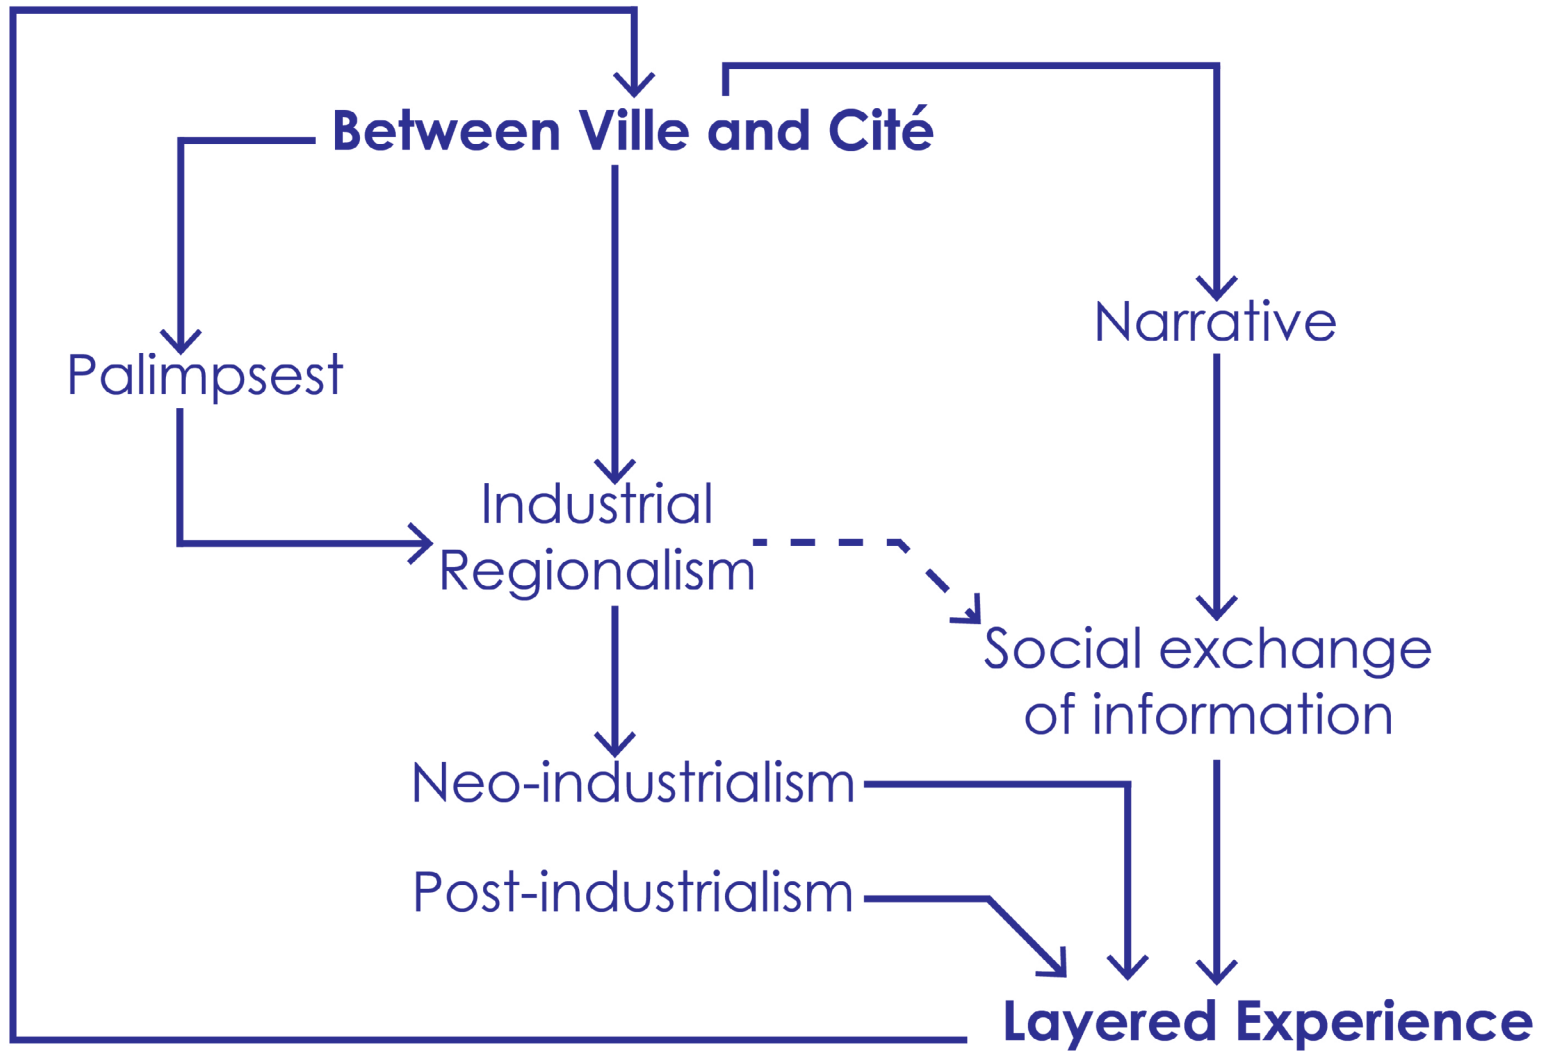 Between Ville and Cité
Narrative
Palimpsest
Industrial
Regionalism
Social exchange
of information
Neo-industrialism
Post-industrialism
Layered Experience